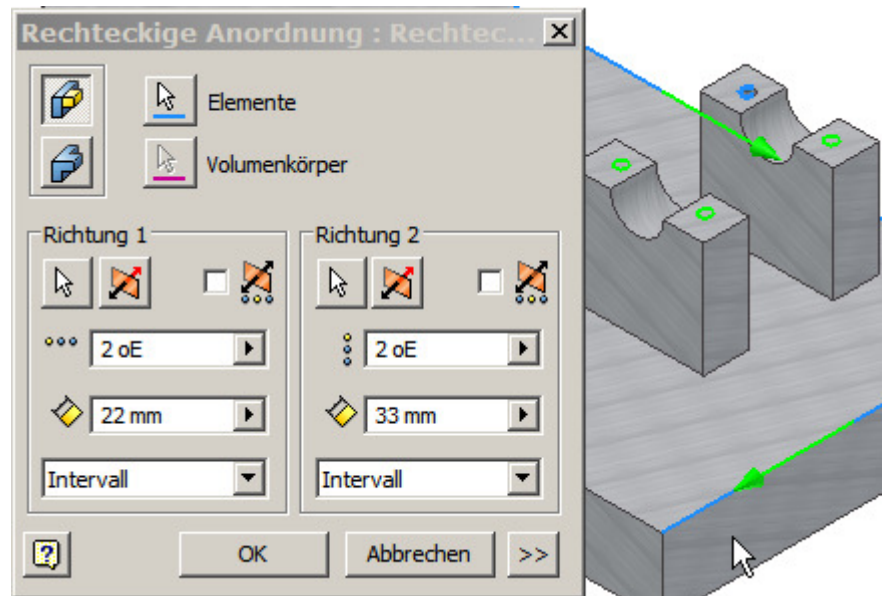 Rechteckige Anordnung : Rechtec...
Elemente
Volumenkörper
Richtung 1
Richtung 2
2 oE
2 oE
22 mm
33 mm
Intervall
Intervall
OK
Abbrechen
>>